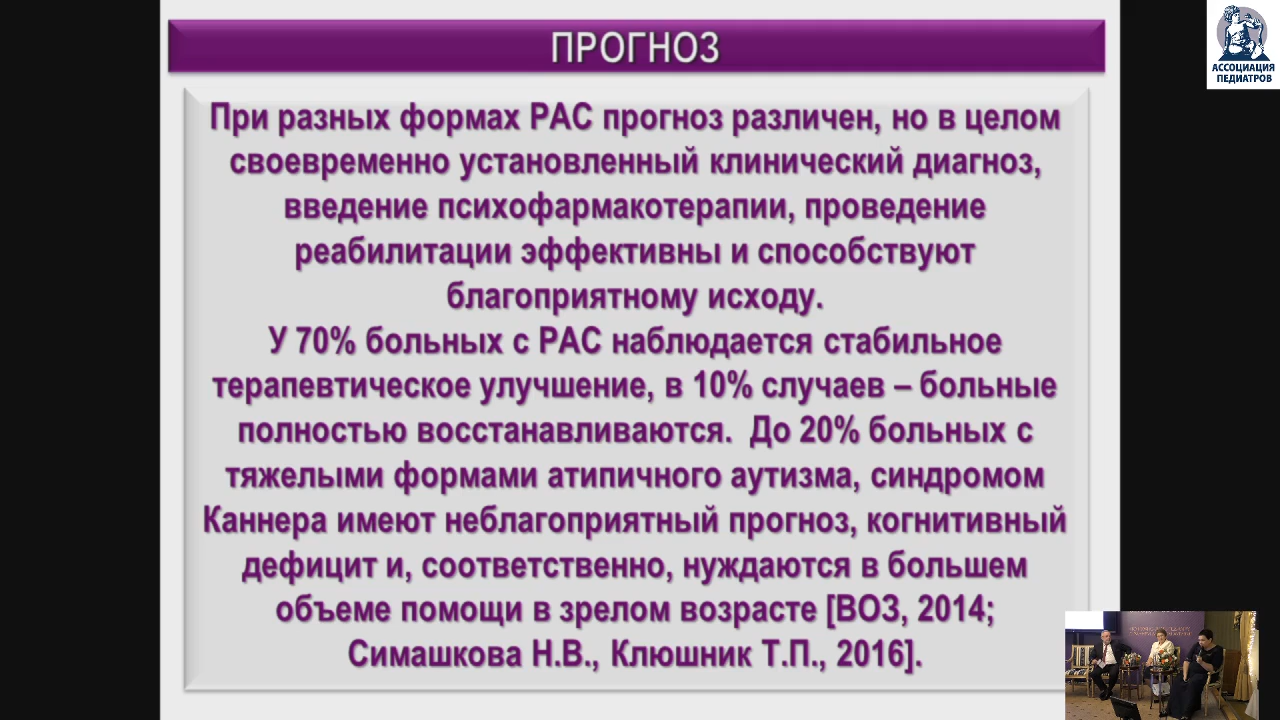 ПРОГНОЗ
АССОЦИАЦИЯ
ПЕДИАТРОВ
При разных формах РАС прогноз различен, но в целом
своевременно установленный клинический диагноз,
введение психофармакотерапии, проведение
реабилитации эффективны и способствуют
благоприятному исходу.
У 70% больных с РАС наблюдается стабильное
терапевтическое улучшение, в 10% случаев – больные
полностью восстанавливаются. До 20% больных с
тяжелыми формами атипичного аутизма, синдромом
Каннера имеют неблагоприятный прогноз, когнитивный
дефицит и, соответственно, нуждаются в большем
объеме помощи в зрелом возрасте [ВОЗ, 2014;
Симашкова Н.В., Клюшник Т.П., 2016].